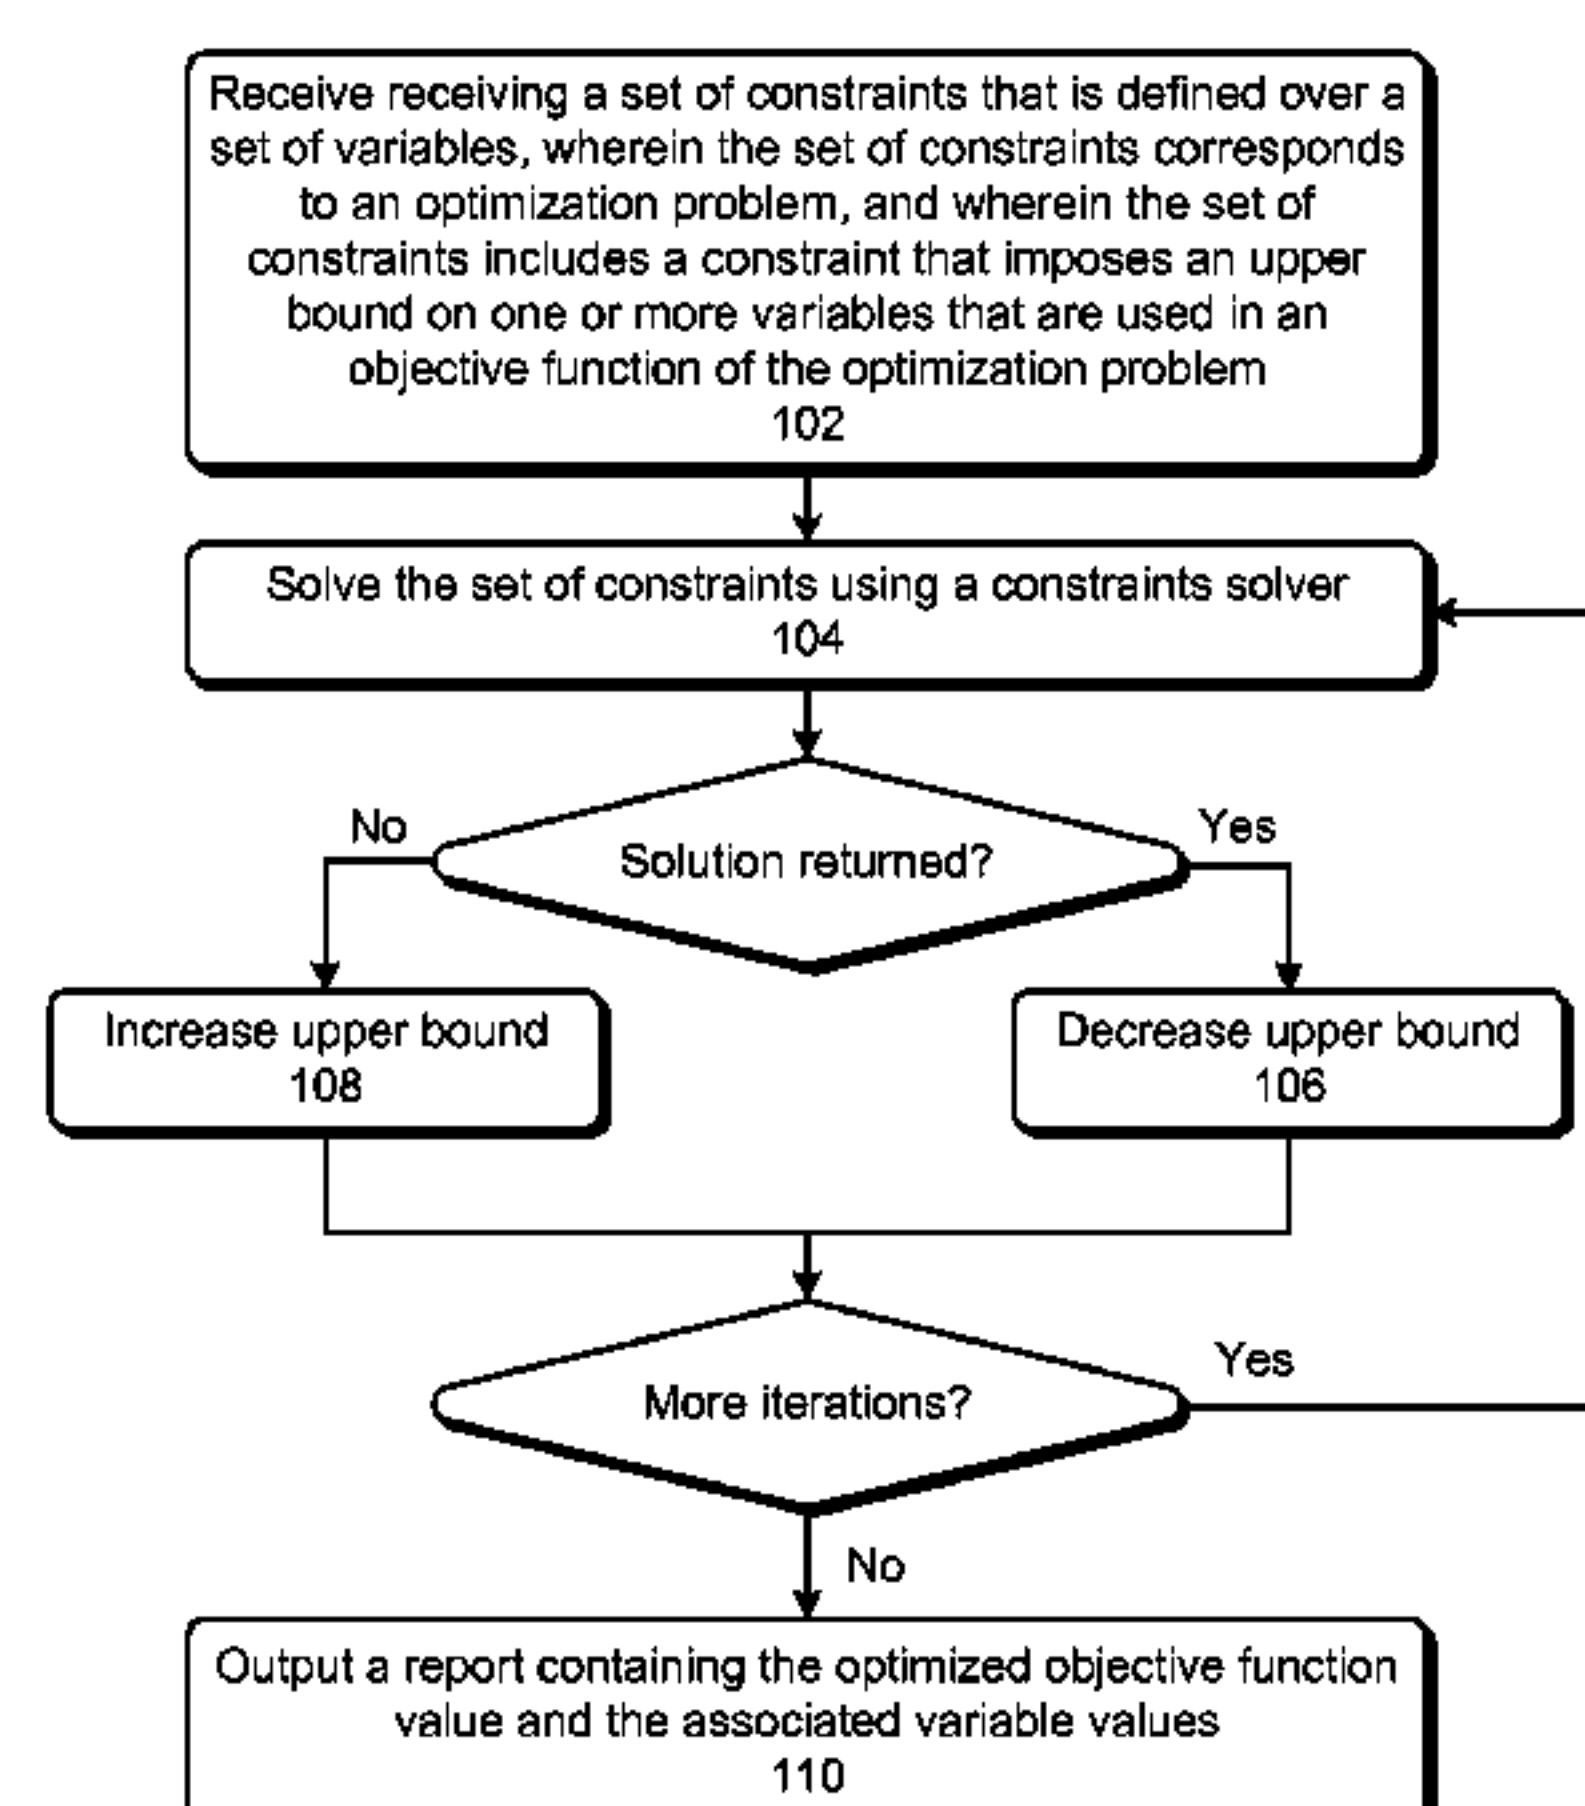 Receive receiving a set of constraints that is defined over a
set of variables, wherein the set of constraints corresponds
to an optimization problem, and wherein the set of
constraints includes a constraint that imposes an upper
bound on one or more variables that are used in an
objective function of the optimization problem
102
Solve the set of constraints using a constraints solver
104
No
Yes
Solution returned?
Increase upper bound
108
Decrease upper bound
106
Yes
More iterations?
No
Output a report containing the optimized objective function
value and the associated variable values
110